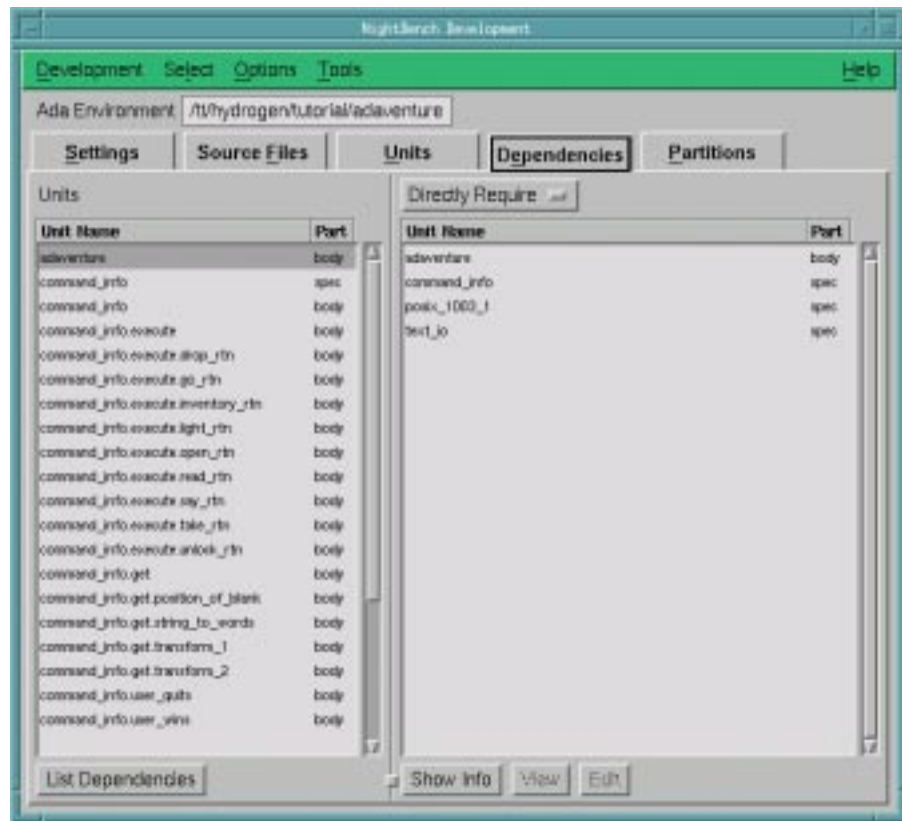 NightBench Development
Development Select Options Tools Help
Ada Environment /tt/hydrogen/tutorial/adaventure
Settings Source Files Units Dependencies Partitions
Units
Directly Require
Unit Name Part
Unit Name Part
adaventure body
adaventure body
command_info spec
command_info spec
command_info body
posix_1003_1 spec
command_info.execute body
text_io spec
command_info.execute.drop_rtn body
command_info.execute.go_rtn body
command_info.execute.inventory_rtn body
command_info.execute.light_rtn body
command_info.execute.open_rtn body
command_info.execute.read_rtn body
command_info.execute.say_rtn body
command_info.execute.take_rtn body
command_info.execute.unlock_rtn body
command_info.get body
command_info.get.position_of_blank body
command_info.get.string_to_words body
command_info.get.transform_1 body
command_info.get.transform_2 body
command_info.user_quits body
command_info.user_wins body
List Dependencies
Show Info View Edit